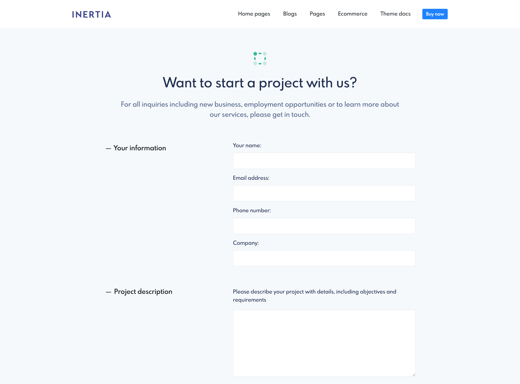 INERTIA
Home pages
Blogs
Pages
Ecommerce
Theme docs
Buy now
Want to start a project with us?
For all inquiries including new business, employment opportunities or to learn more about
our services, please get in touch.
— Your information
Your name:
Email address:
Phone number:
Company:
— Project description
Please describe your project with details, including objectives and
requirements